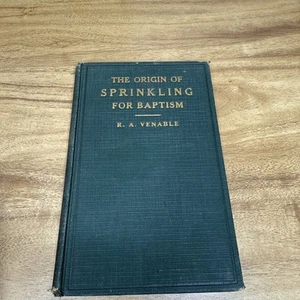 THE ORIGIN OF
SPRINKLING
FOR BAPTISM
R. A. VENABLE